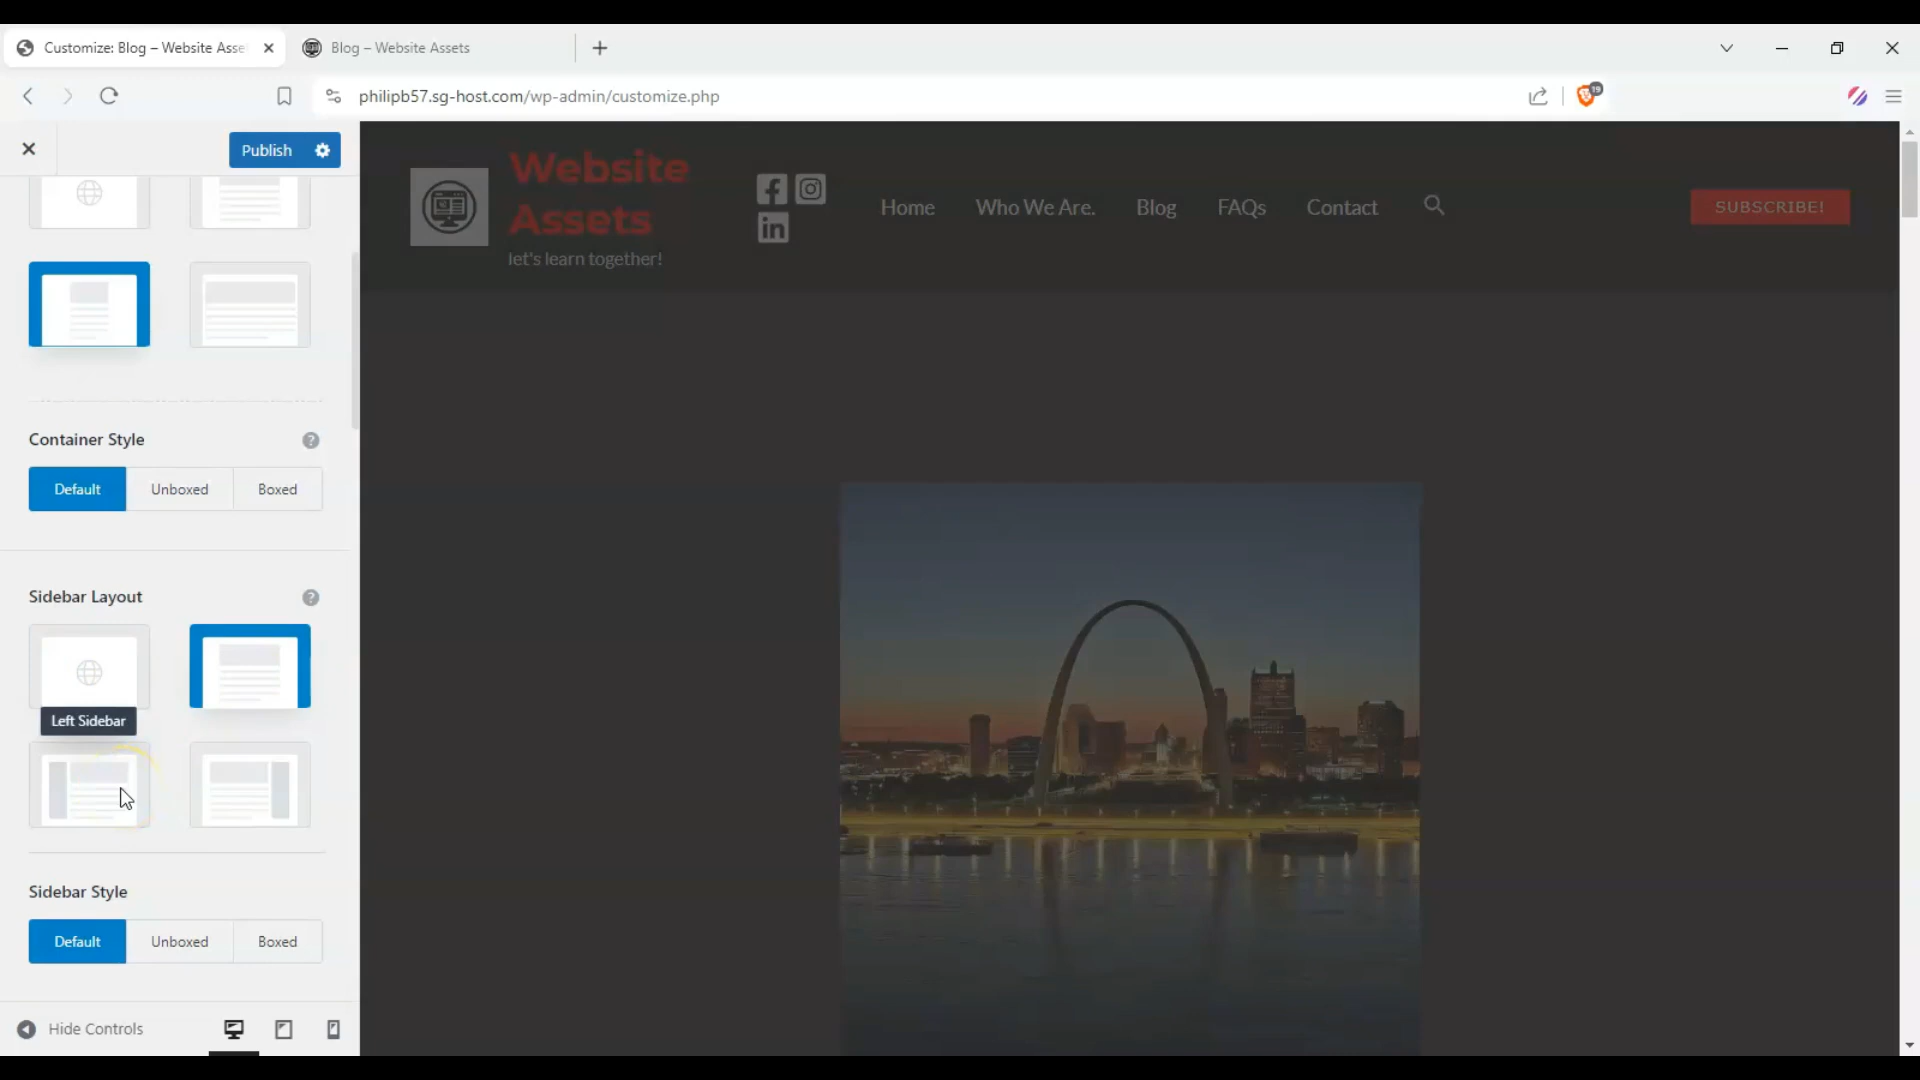 Customize: Blog – Website Asse
Blog – Website Assets
philipb57.sg-host.com/wp-admin/customize.php
19
Publish
Website
Assets
let's learn together!
Home
Who We Are.
Blog
FAQs
Contact
SUBSCRIBE!
Container Style
?
Default
Unboxed
Boxed
Sidebar Layout
?
Left Sidebar
Sidebar Style
Default
Unboxed
Boxed
Hide Controls